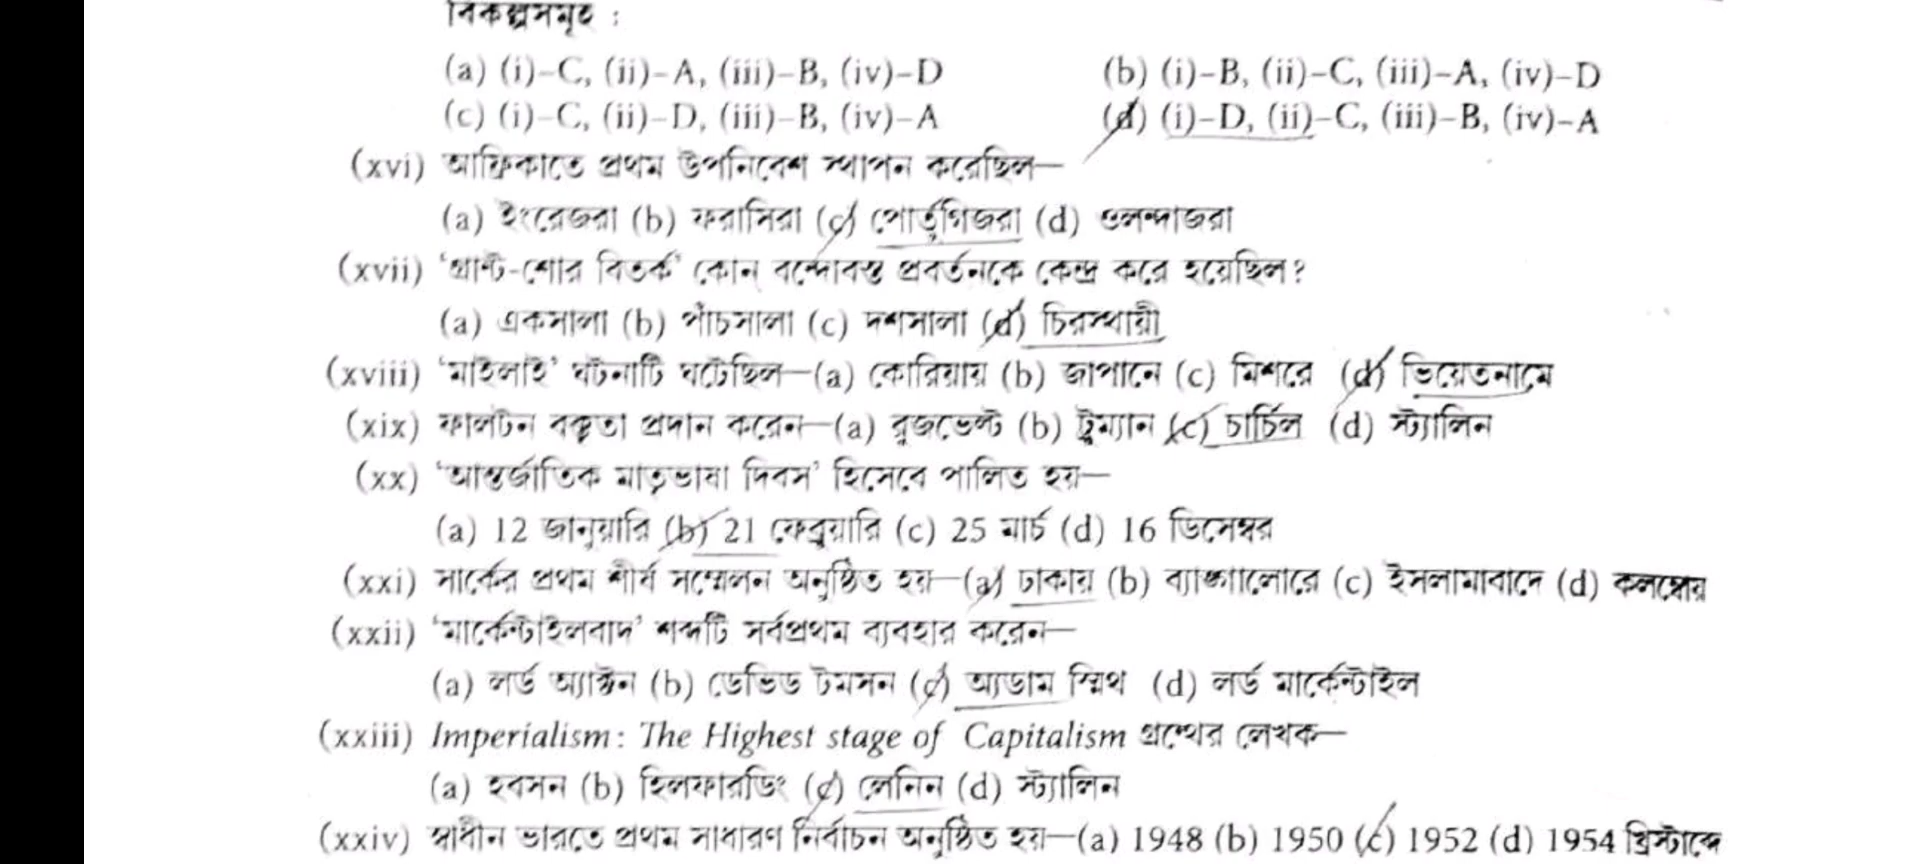 বিকল্পসমূহ :
(a) (i)–C, (ii)–A, (iii)–B, (iv)–D (b) (i)–B, (ii)–C, (iii)–A, (iv)–D
(c) (i)–C, (ii)–D, (iii)–B, (iv)–A (d) (i)–D, (ii)–C, (iii)–B, (iv)–A
(xvi) আফ্রিকাতে প্রথম উপনিবেশ স্থাপন করেছিল—
(a) ইংরেজরা (b) ফরাসিরা (c) পোর্তুগিজরা (d) ওলন্দাজরা
(xvii) ‘গ্রান্ট-শোর বিতর্ক’ কোন্ বন্দোবস্ত প্রবর্তনকে কেন্দ্র করে হয়েছিল?
(a) একসালা (b) পাঁচসালা (c) দশসালা (d) চিরস্থায়ী
(xviii) ‘মাইলাই’ ঘটনাটি ঘটেছিল—(a) কোরিয়ায় (b) জাপানে (c) মিশরে (d) ভিয়েতনামে
(xix) ফালটন বক্তৃতা প্রদান করেন—(a) রুজভেল্ট (b) ট্রুম্যান (c) চার্চিল (d) স্ট্যালিন
(xx) ‘আন্তর্জাতিক মাতৃভাষা দিবস’ হিসেবে পালিত হয়—
(a) 12 জানুয়ারি (b) 21 ফেব্রুয়ারি (c) 25 মার্চ (d) 16 ডিসেম্বর
(xxi) সার্কের প্রথম শীর্ষ সম্মেলন অনুষ্ঠিত হয়—(a) ঢাকায় (b) ব্যাঙ্গালোরে (c) ইসলামাবাদে (d) কলম্বোয়
(xxii) ‘মার্কেন্টাইলবাদ’ শব্দটি সর্বপ্রথম ব্যবহার করেন—
(a) লর্ড অ্যাক্টন (b) ডেভিড টমসন (c) অ্যাডাম স্মিথ (d) লর্ড মার্কেন্টাইল
(xxiii) Imperialism: The Highest stage of Capitalism গ্রন্থের লেখক—
(a) হবসন (b) হিলফারডিং (c) লেনিন (d) স্ট্যালিন
(xxiv) স্বাধীন ভারতে প্রথম সাধারণ নির্বাচন অনুষ্ঠিত হয়—(a) 1948 (b) 1950 (c) 1952 (d) 1954 খ্রিস্টাব্দে